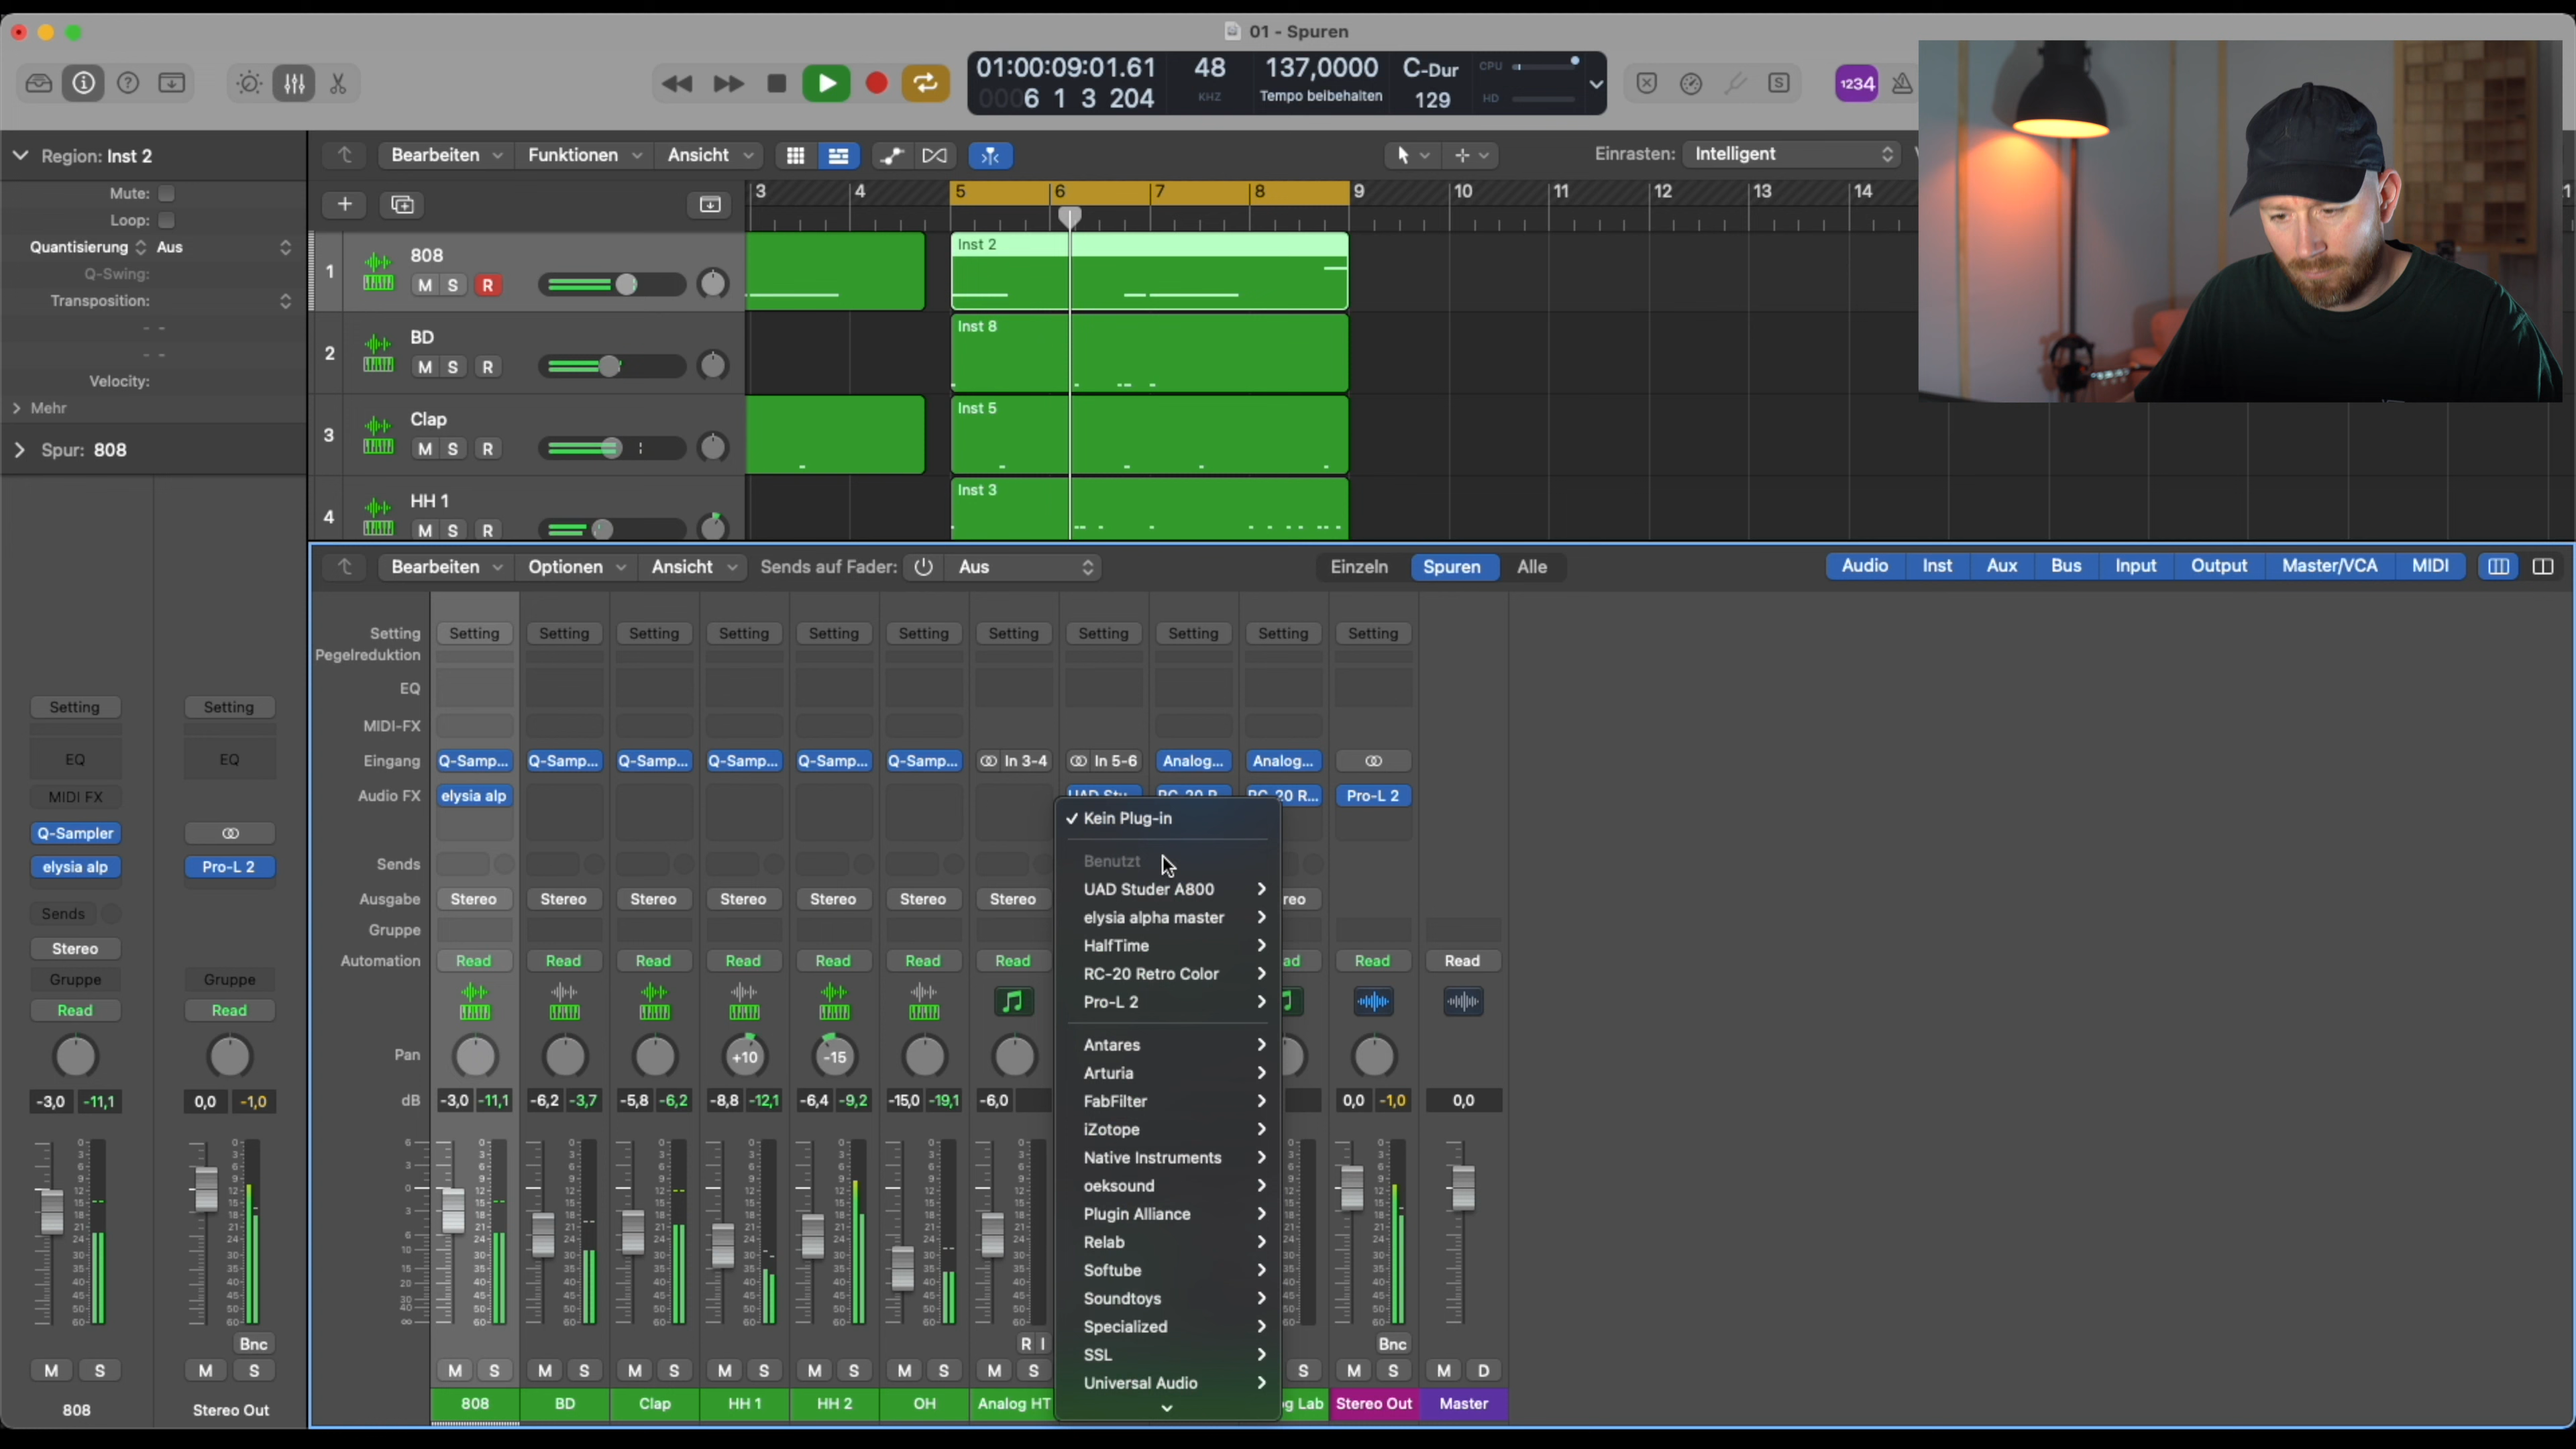 01 - Spuren
01:00:09:01.61
0006 1 3 204
48
KHZ
137,0000
Tempo beibehalten
C-Dur
129
CPU
HD
S
1234
Region: Inst 2
Mute:
Loop:
Quantisierung Aus
Q-Swing:
Transposition:
- -
- -
Velocity:
Mehr
Spur: 808
Bearbeiten
Funktionen
Ansicht
Einrasten: Intelligent
3 4 5 6 7 8 9 10 11 12 13 14
1 808
M S R
2 BD
M S R
3 Clap
M S R
4 HH 1
M S R
Inst 2
Inst 8
Inst 5
Inst 3
Bearbeiten Optionen Ansicht Sends auf Fader: Aus
Einzeln Spuren Alle
Audio Inst Aux Bus Input Output Master/VCA MIDI
Setting Setting Setting Setting Setting Setting Setting Setting Setting Setting Setting Setting
Pegelreduktion
EQ
MIDI-FX
Eingang Q-Samp... Q-Samp... Q-Samp... Q-Samp... Q-Samp... Q-Samp... In 3-4 In 5-6 Analog... Analog...
Audio FX elysia alp UAD Stu... RC-20 R... RC-20 R... Pro-L 2
Sends
Ausgabe Stereo Stereo Stereo Stereo Stereo Stereo Stereo reo
Gruppe
Automation Read Read Read Read Read Read Read ad Read Read
Pan +10 -15
dB -3,0 -11,1 -6,2 -3,7 -5,8 -6,2 -8,8 -12,1 -6,4 -9,2 -15,0 -19,1 -6,0 0,0 -1,0 0,0
R I
Bnc
M S M S M S M S M S M S M S S M S M D
808 BD Clap HH 1 HH 2 OH Analog HT g Lab Stereo Out Master
Kein Plug-in
Benutzt
UAD Studer A800
elysia alpha master
HalfTime
RC-20 Retro Color
Pro-L 2
Antares
Arturia
FabFilter
iZotope
Native Instruments
oeksound
Plugin Alliance
Relab
Softube
Soundtoys
Specialized
SSL
Universal Audio
Setting Setting
EQ EQ
MIDI FX
Q-Sampler
elysia alp Pro-L 2
Sends
Stereo
Gruppe Gruppe
Read Read
-3,0 -11,1 0,0 -1,0
Bnc
M S M S
808 Stereo Out